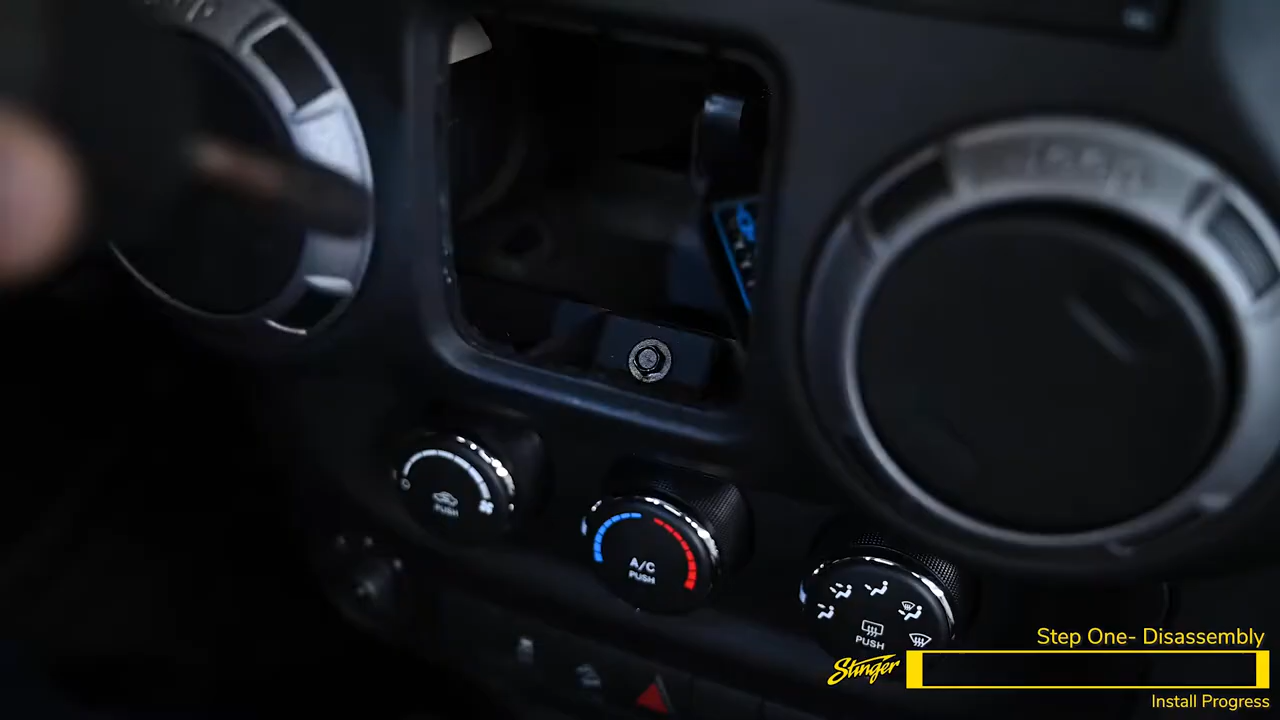 PUSH
A/C
PUSH
PUSH
Step One- Disassembly
Stinger
Install Progress